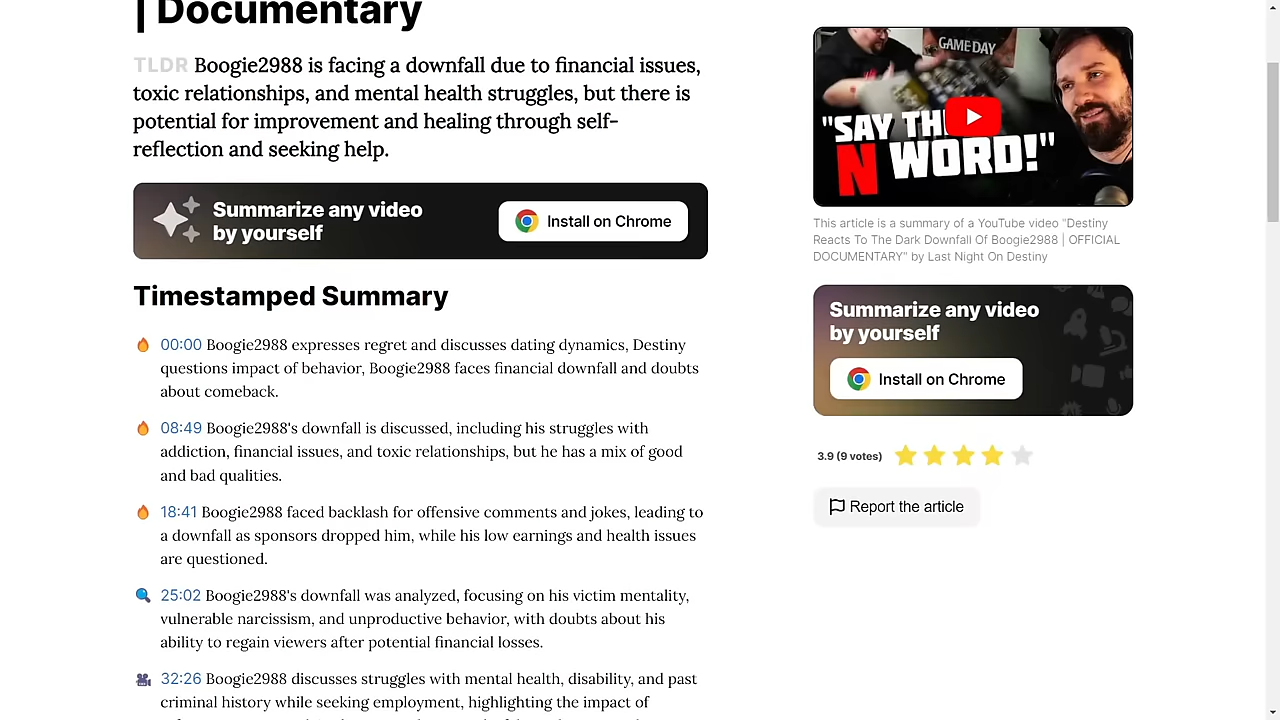 | Documentary
TLDR Boogie2988 is facing a downfall due to financial issues,
toxic relationships, and mental health struggles, but there is
potential for improvement and healing through self-
reflection and seeking help.
Summarize any video
by yourself
Install on Chrome
Timestamped Summary
00:00 Boogie2988 expresses regret and discusses dating dynamics, Destiny
questions impact of behavior, Boogie2988 faces financial downfall and doubts
about comeback.
08:49 Boogie2988's downfall is discussed, including his struggles with
addiction, financial issues, and toxic relationships, but he has a mix of good
and bad qualities.
18:41 Boogie2988 faced backlash for offensive comments and jokes, leading to
a downfall as sponsors dropped him, while his low earnings and health issues
are questioned.
25:02 Boogie2988's downfall was analyzed, focusing on his victim mentality,
vulnerable narcissism, and unproductive behavior, with doubts about his
ability to regain viewers after potential financial losses.
32:26 Boogie2988 discusses struggles with mental health, disability, and past
criminal history while seeking employment, highlighting the impact of
GAME DAY
"SAY TH
N WORD!"
This article is a summary of a YouTube video "Destiny
Reacts To The Dark Downfall Of Boogie2988 | OFFICIAL
DOCUMENTARY" by Last Night On Destiny
Summarize any video
by yourself
Install on Chrome
3.9 (9 votes)
Report the article